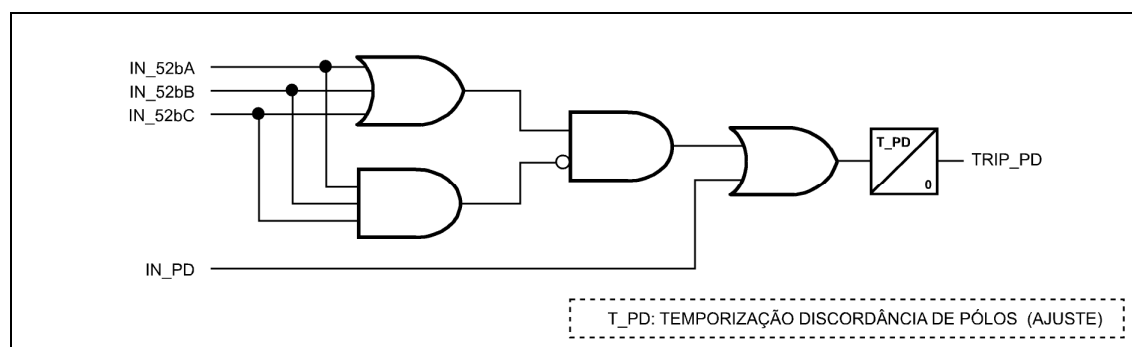 IN_52bA
IN_52bB
IN_52bC
T_PD
0
TRIP_PD
IN_PD
T_PD: TEMPORIZAÇÃO DISCORDÂNCIA DE PÓLOS (AJUSTE)